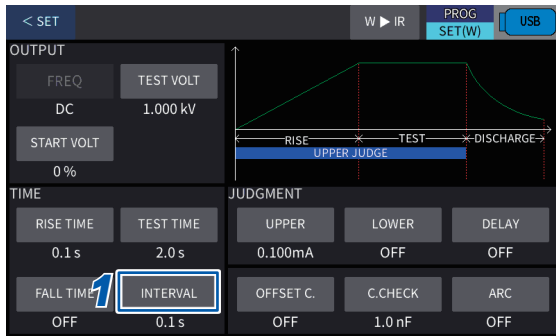 < SET
W ▶ IR
PROG
SET(W)
USB
OUTPUT
FREQ
TEST VOLT
DC
1.000 kV
START VOLT
0 %
RISE
TEST
DISCHARGE
UPPER JUDGE
TIME
JUDGMENT
RISE TIME
TEST TIME
UPPER
LOWER
DELAY
0.1 s
2.0 s
0.100mA
OFF
OFF
FALL TIME
1
INTERVAL
OFFSET C.
C.CHECK
ARC
OFF
0.1 s
OFF
1.0 nF
OFF